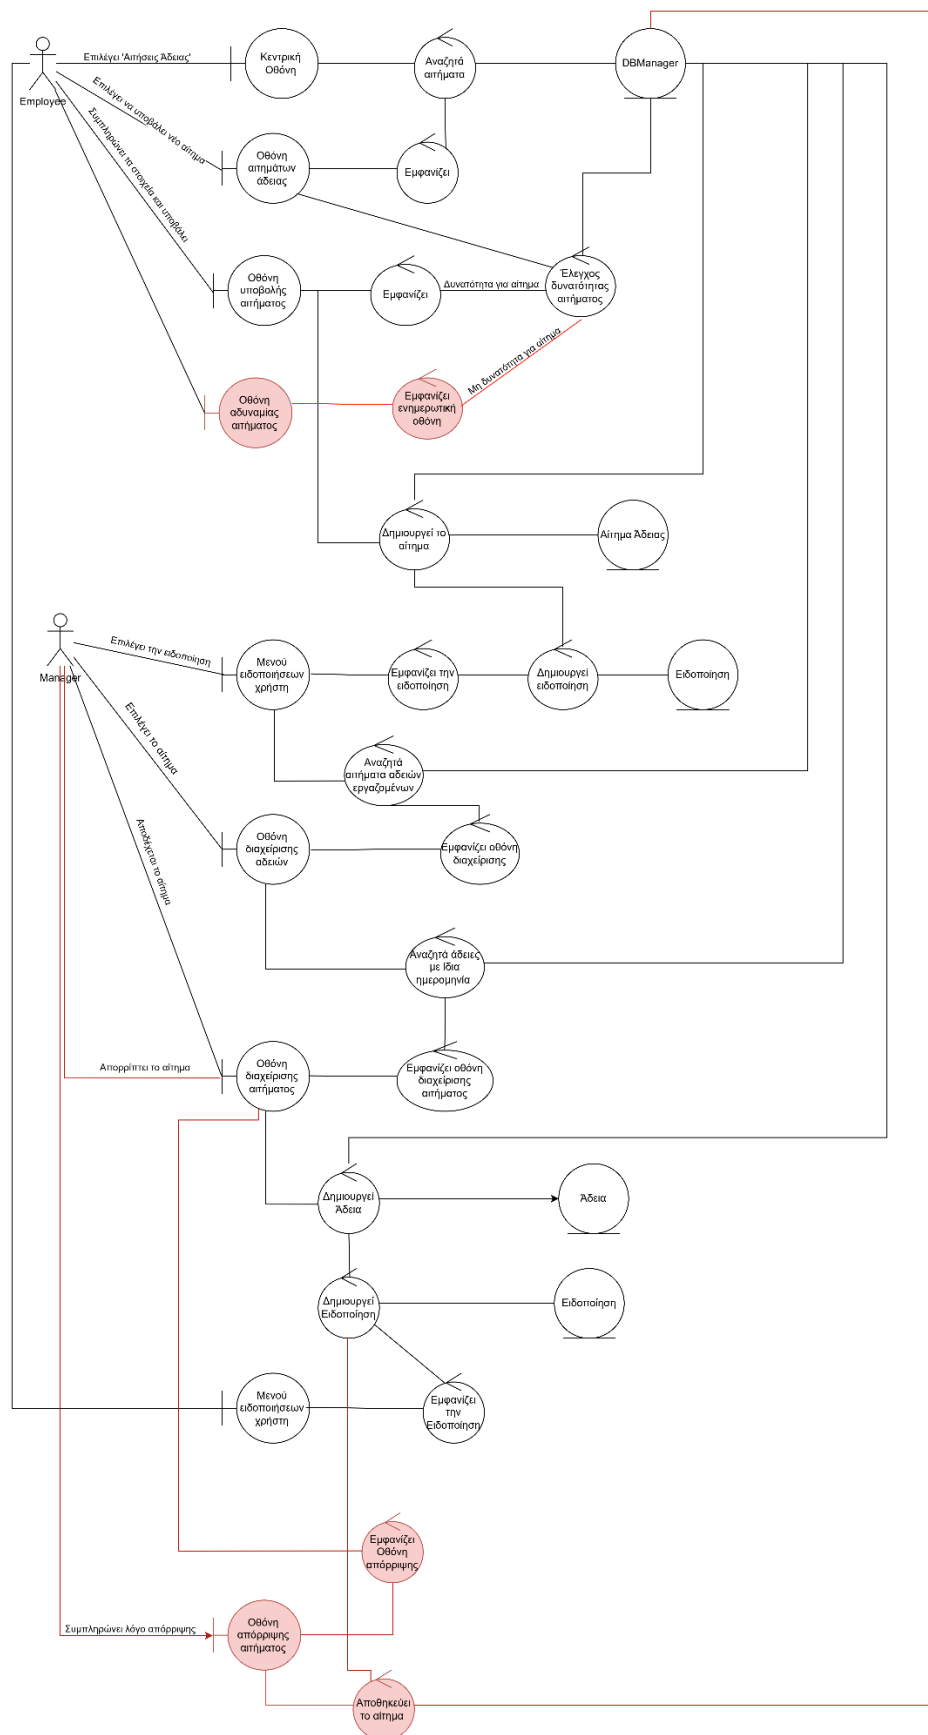 Επιλέγει 'Αιτήσεις Άδειας'
Κεντρική
Οθόνη
Αναζητά
αιτήματα
DBManager
Employee
Επιλέγει να υποβάλει νέο αίτημα
Συμπληρώνει τα στοιχεία και υποβάλει
Οθόνη
αιτημάτων
άδειας
Εμφανίζει
Οθόνη
υποβολής
αιτήματος
Εμφανίζει
Δυνατότητα για αίτημα
Έλεγχος
δυνατότητας
αιτήματος
Μη δυνατότητα για αίτημα
Οθόνη
αδυναμίας
αιτήματος
Εμφανίζει
ενημερωτική
οθόνη
Δημιουργεί το
αίτημα
Αίτημα Άδειας
Manager
Επιλέγει την ειδοποίηση
Μενού
ειδοποιήσεων
χρήστη
Εμφανίζει την
ειδοποίηση
Δημιουργεί
ειδοποίηση
Ειδοποίηση
Επιλέγει το αίτημα
Αναζητά
αιτήματα αδειών
εργαζομένων
Αποδέχεται το αίτημα
Οθόνη
διαχείρισης
αδειών
Εμφανίζει οθόνη
διαχείρισης
Αναζητά άδειες
με ίδια
ημερομηνία
Απορρίπτει το αίτημα
Οθόνη
διαχείρισης
αιτήματος
Εμφανίζει οθόνη
διαχείρισης
αιτήματος
Δημιουργεί
Άδεια
Άδεια
Δημιουργεί
Ειδοποίηση
Ειδοποίηση
Μενού
ειδοποιήσεων
χρήστη
Εμφανίζει
την
Ειδοποίηση
Εμφανίζει
Οθόνη
απόρριψης
Συμπληρώνει λόγο απόρριψης
Οθόνη
απόρριψης
αιτήματος
Αποθηκεύει
το αίτημα